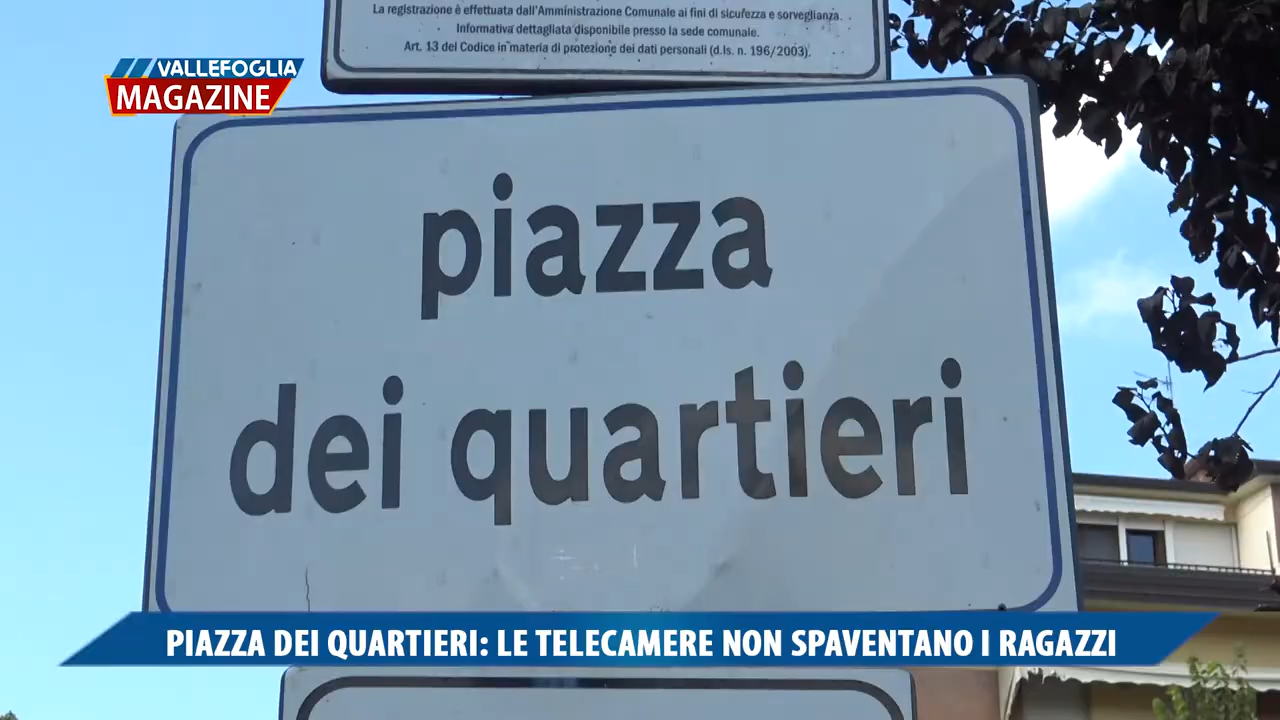 La registrazione è effettuata dall'Amministrazione Comunale ai fini di sicurezza e sorveglianza.
Informativa dettagliata disponibile presso la sede comunale.
Art. 13 del Codice in materia di protezione dei dati personali (d.ls. n. 196/2003).
VALLEFOGLIA
MAGAZINE
piazza
dei quartieri
PIAZZA DEI QUARTIERI: LE TELECAMERE NON SPAVENTANO I RAGAZZI